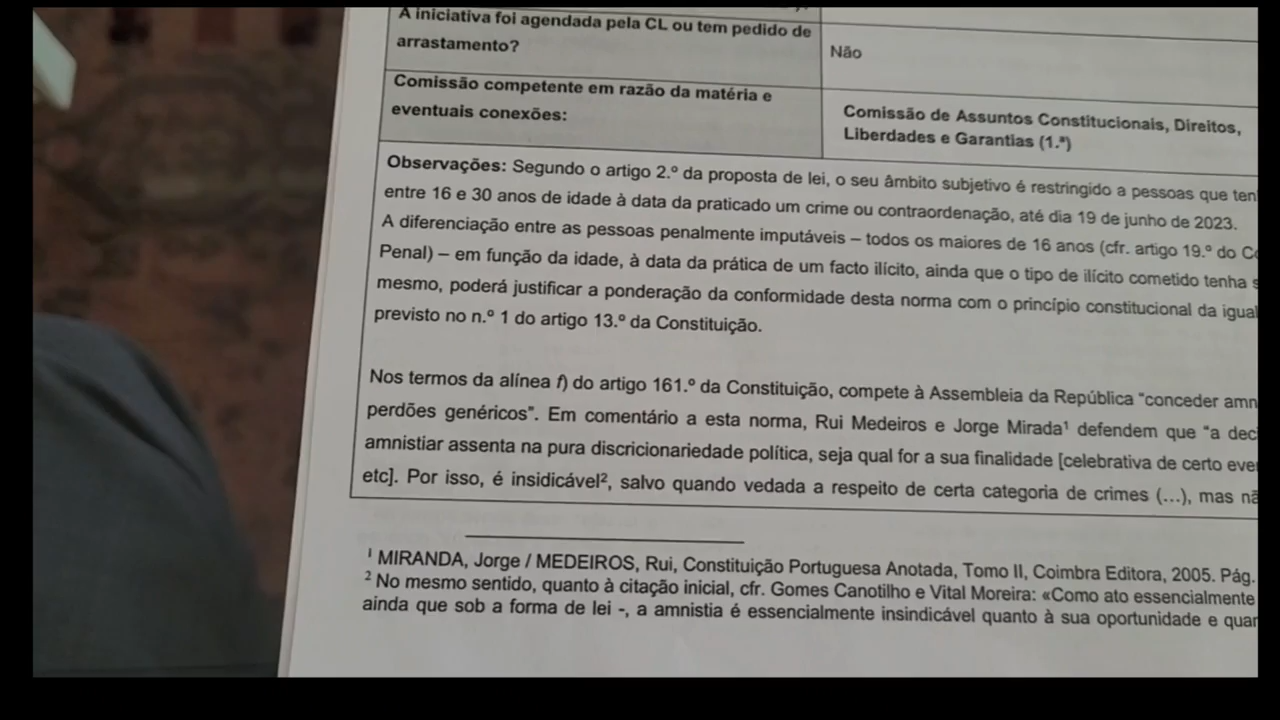 A iniciativa foi agendada pela CL ou tem pedido de
arrastamento?
Não
Comissão competente em razão da matéria e
eventuais conexões:
Comissão de Assuntos Constitucionais, Direitos,
Liberdades e Garantias (1.ª)
Observações: Segundo o artigo 2.º da proposta de lei, o seu âmbito subjetivo é restringido a pessoas que
entre 16 e 30 anos de idade à data da praticado um crime ou contraordenação, até dia 19 de junho de 2023.
A diferenciação entre as pessoas penalmente imputáveis – todos os maiores de 16 anos (cfr. artigo 19.º do
Penal) – em função da idade, à data da prática de um facto ilícito, ainda que o tipo de ilícito cometido tenha
mesmo, poderá justificar a ponderação da conformidade desta norma com o princípio constitucional da
previsto no n.º 1 do artigo 13.º da Constituição.
Nos termos da alínea f) do artigo 161.º da Constituição, compete à Assembleia da República “conceder
perdões genéricos”. Em comentário a esta norma, Rui Medeiros e Jorge Mirada¹ defendem que “a
amnistiar assenta na pura discricionariedade política, seja qual for a sua finalidade [celebrativa de certo
etc]. Por isso, é insidicável², salvo quando vedada a respeito de certa categoria de crimes (…), mas
¹ MIRANDA, Jorge / MEDEIROS, Rui, Constituição Portuguesa Anotada, Tomo II, Coimbra Editora, 2005. Pág.
² No mesmo sentido, quanto à citação inicial, cfr. Gomes Canotilho e Vital Moreira: «Como ato essencialmente
ainda que sob a forma de lei -, a amnistia é essencialmente insindicável quanto à sua oportunidade e